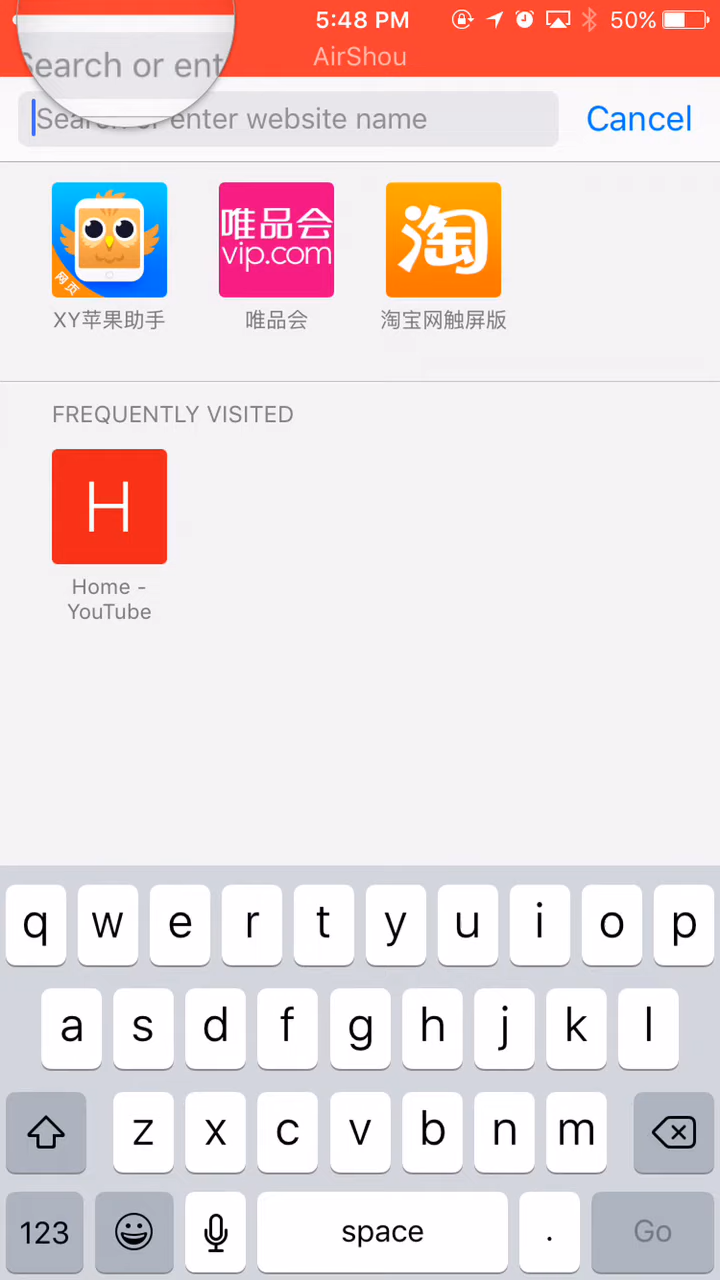 5:48 PM
50%
AirShou
Search or ent
Search or enter website name
Cancel
网页
唯品会
vip.com
淘
XY苹果助手
唯品会
淘宝网触屏版
FREQUENTLY VISITED
H
Home -
YouTube
q w e r t y u i o p
a s d f g h j k l
z x c v b n m
123
space
.
Go